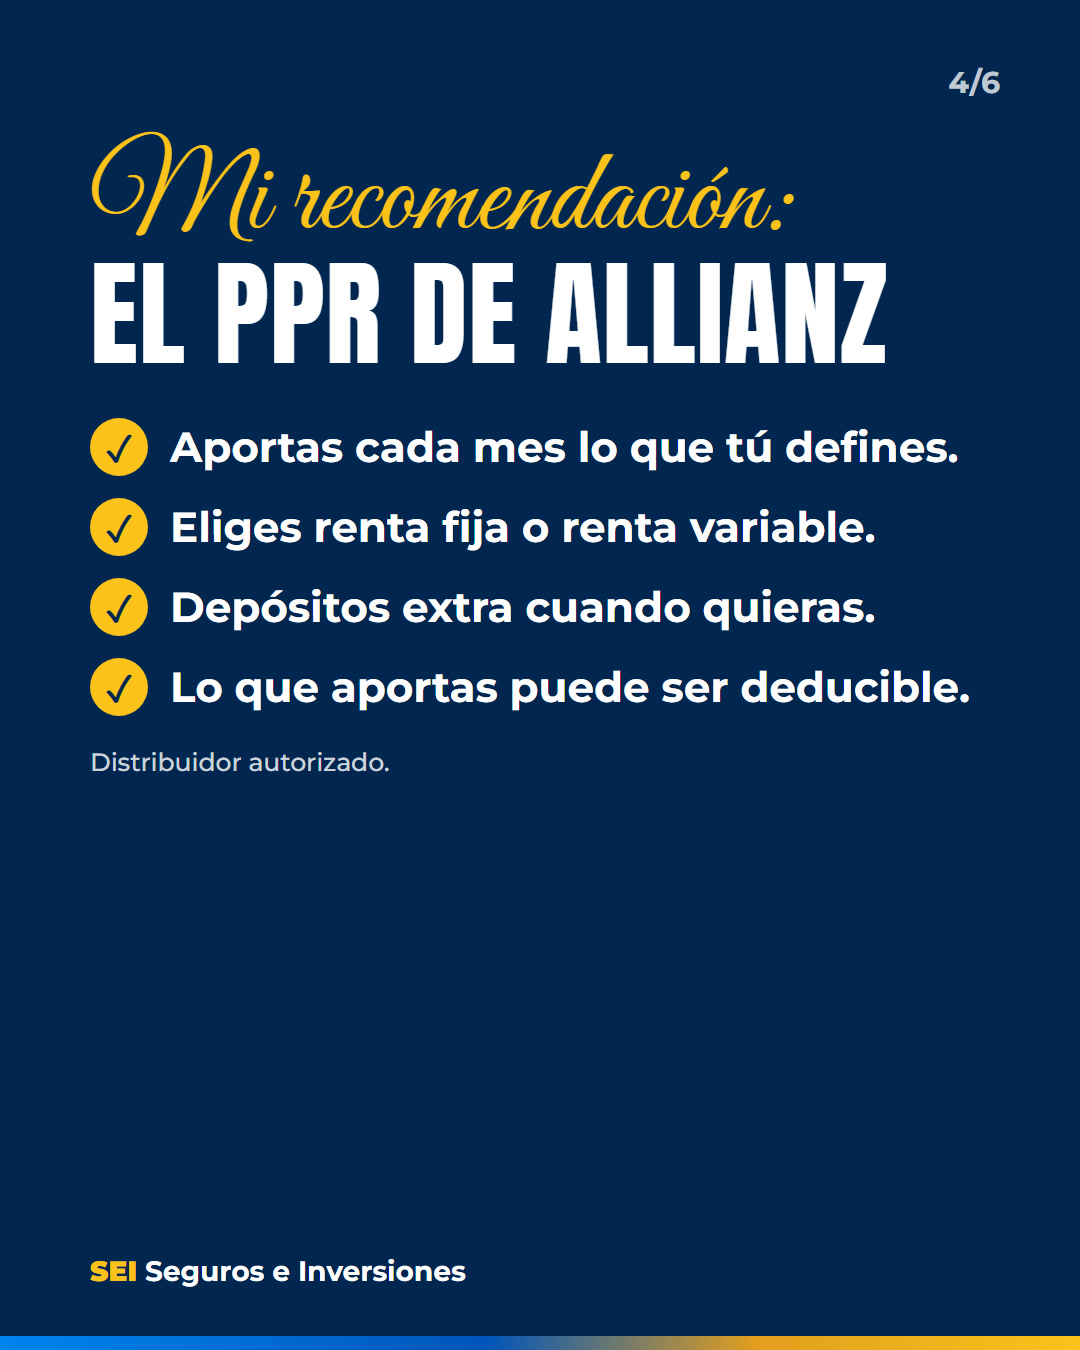 4/6
Mi recomendación:
EL PPR DE ALLIANZ
✓ Aportas cada mes lo que tú defines.
✓ Eliges renta fija o renta variable.
✓ Depósitos extra cuando quieras.
✓ Lo que aportas puede ser deducible.
Distribuidor autorizado.
SEI Seguros e Inversiones